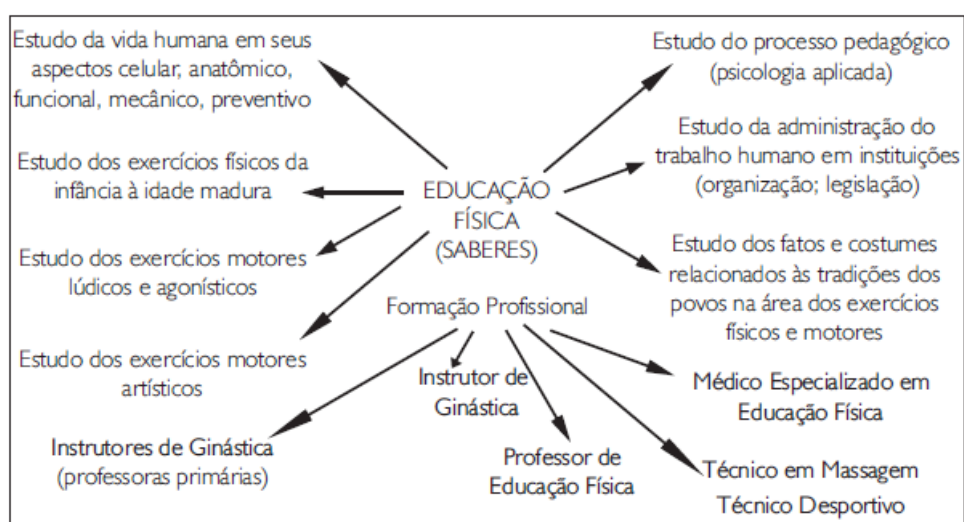 Estudo da vida humana em seus
aspectos celular, anatômico,
funcional, mecânico, preventivo
Estudo do processo pedagógico
(psicologia aplicada)
Estudo da administração do
trabalho humano em instituições
(organização; legislação)
Estudo dos exercícios físicos da
infância à idade madura
EDUCAÇÃO
FÍSICA
(SABERES)
Estudo dos exercícios motores
lúdicos e agonísticos
Estudo dos fatos e costumes
relacionados às tradições dos
povos na área dos exercícios
físicos e motores
Formação Profissional
Estudo dos exercícios motores
artísticos
Instrutor de
Ginástica
Médico Especializado em
Educação Física
Instrutores de Ginástica
(professoras primárias)
Professor de
Educação Física
Técnico em Massagem
Técnico Desportivo